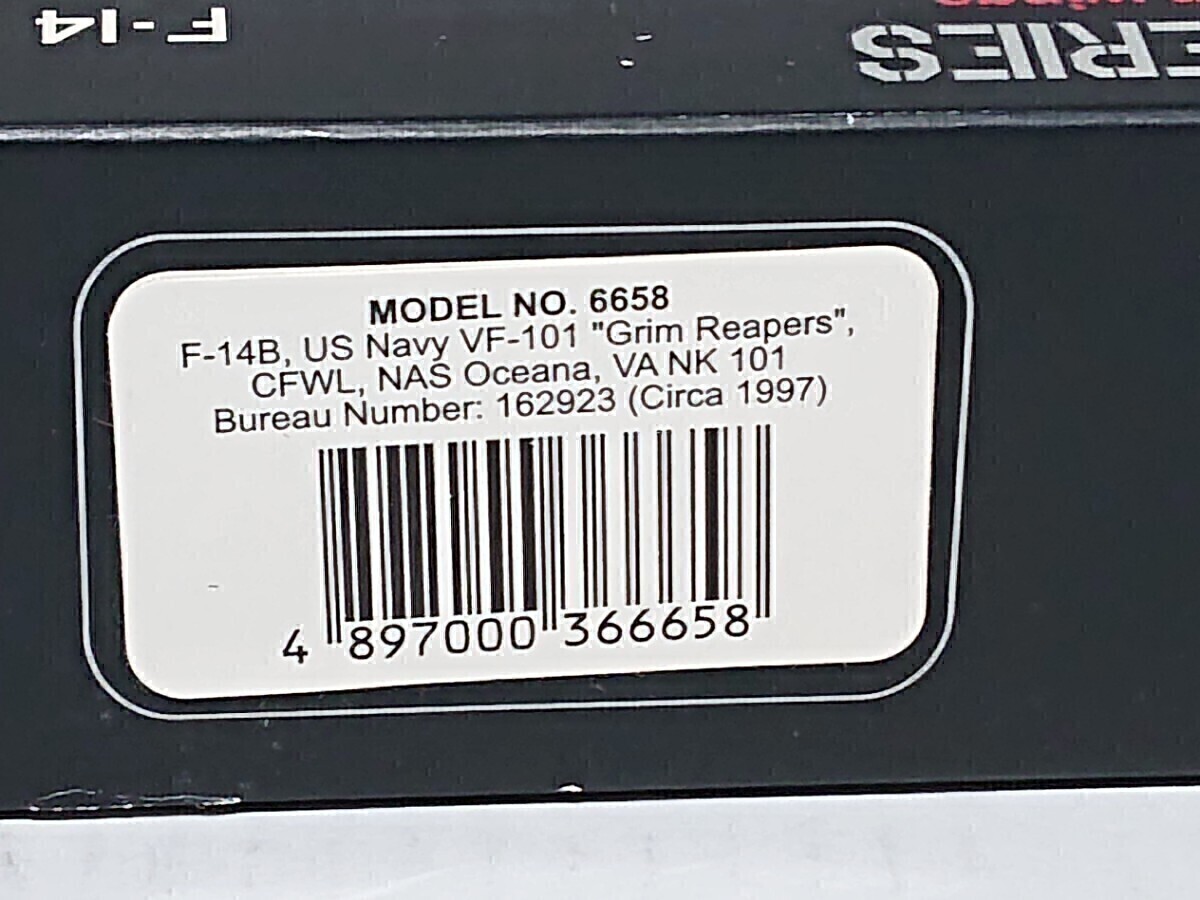 F-14
ERIES
MODEL NO. 6658
F-14B, US Navy VF-101 "Grim Reapers",
CFWL, NAS Oceana, VA NK 101
Bureau Number: 162923 (Circa 1997)
4 897000 366658